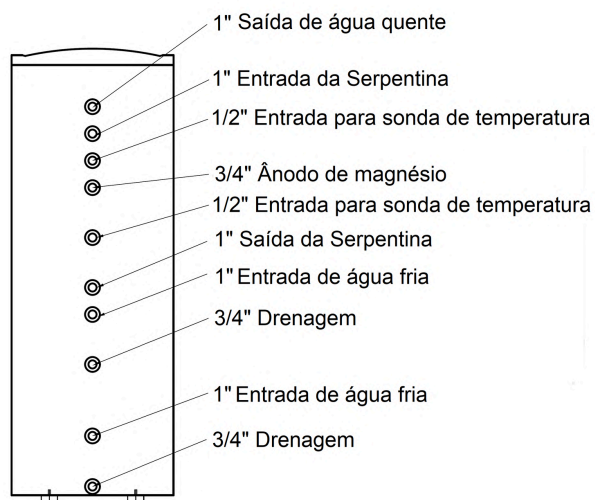 1" Saída de água quente
1" Entrada da Serpentina
1/2" Entrada para sonda de temperatura
3/4" Ânodo de magnésio
1/2" Entrada para sonda de temperatura
1" Saída da Serpentina
1" Entrada de água fria
3/4" Drenagem
1" Entrada de água fria
3/4" Drenagem